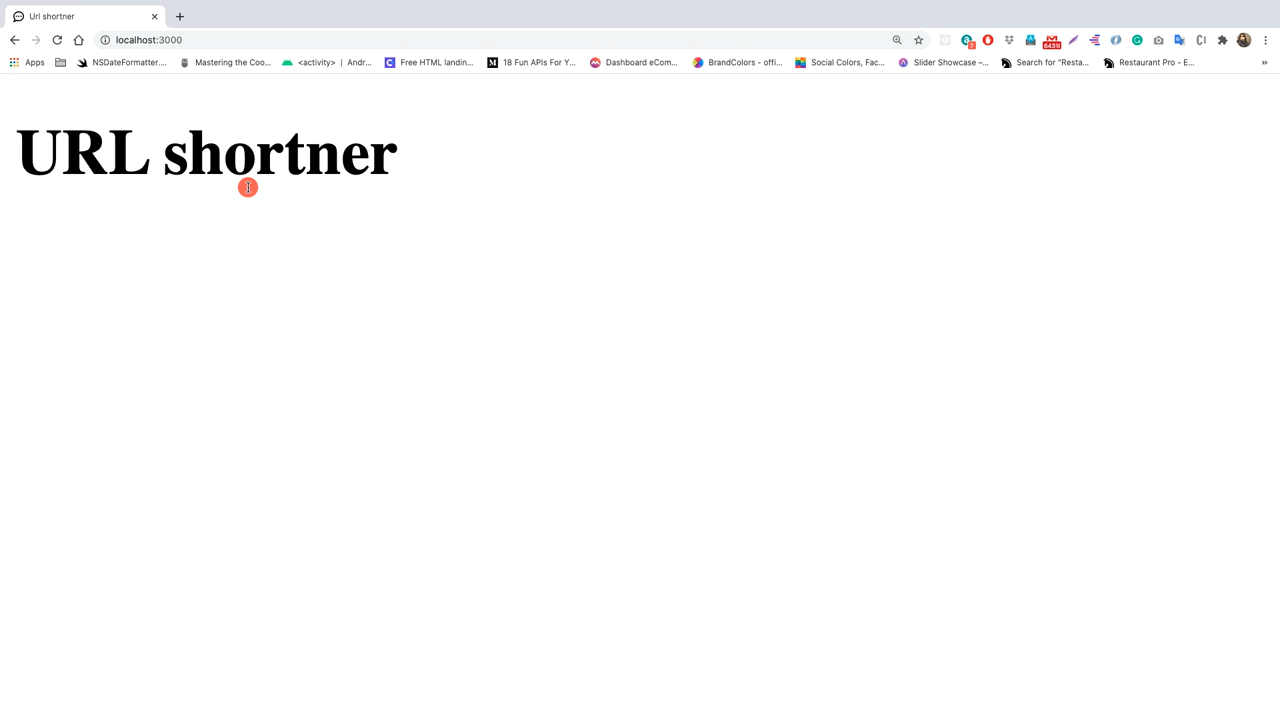 Url shortner
localhost:3000
Apps NSDateFormatter.... Mastering the Coo... <activity> | Andr... Free HTML landin... 18 Fun APIs For Y... Dashboard eCom... BrandColors - offi... Social Colors, Fac... Slider Showcase –... Search for "Resta... Restaurant Pro - E... »
URL shortner